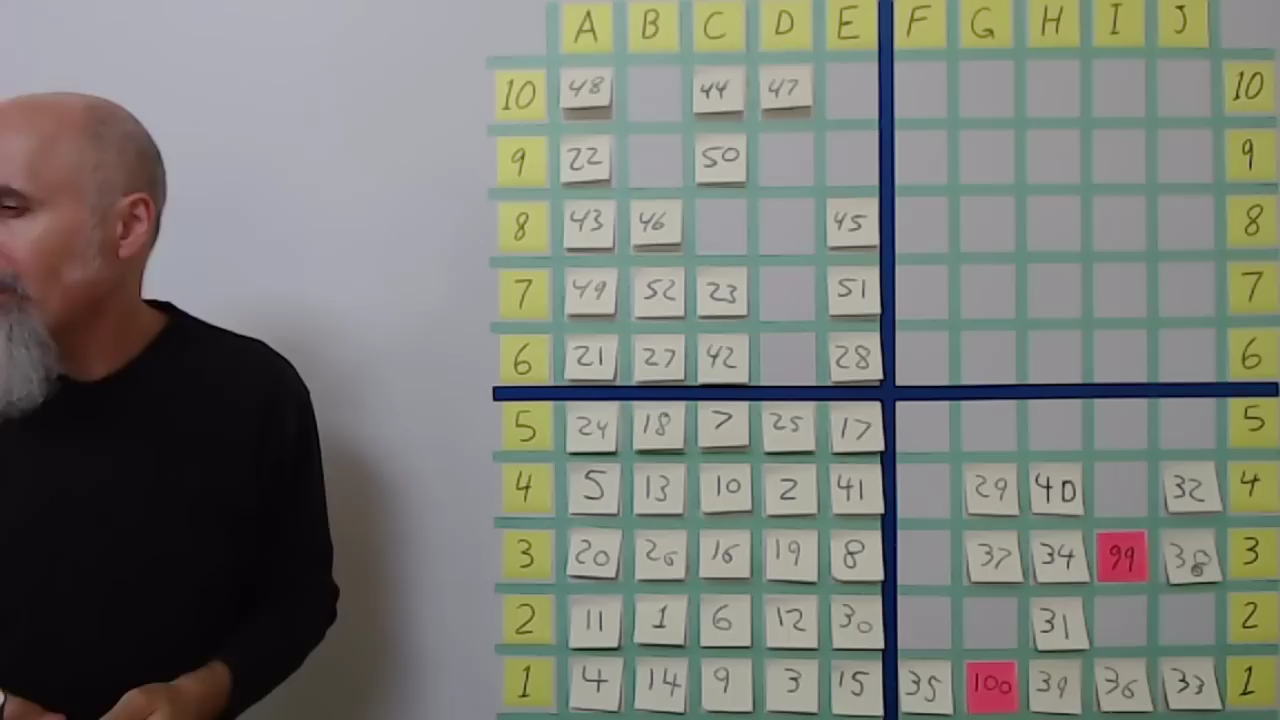 A B C D E F G H I J
10 48 44 47 10
9 22 50 9
8 43 46 45 8
7 49 52 23 51 7
6 21 27 42 28 6
5 24 18 7 25 17 5
4 5 13 10 2 41 29 40 32 4
3 20 26 16 19 8 37 34 99 38 3
2 11 1 6 12 30 31 2
1 4 14 9 3 15 35 100 39 36 33 1